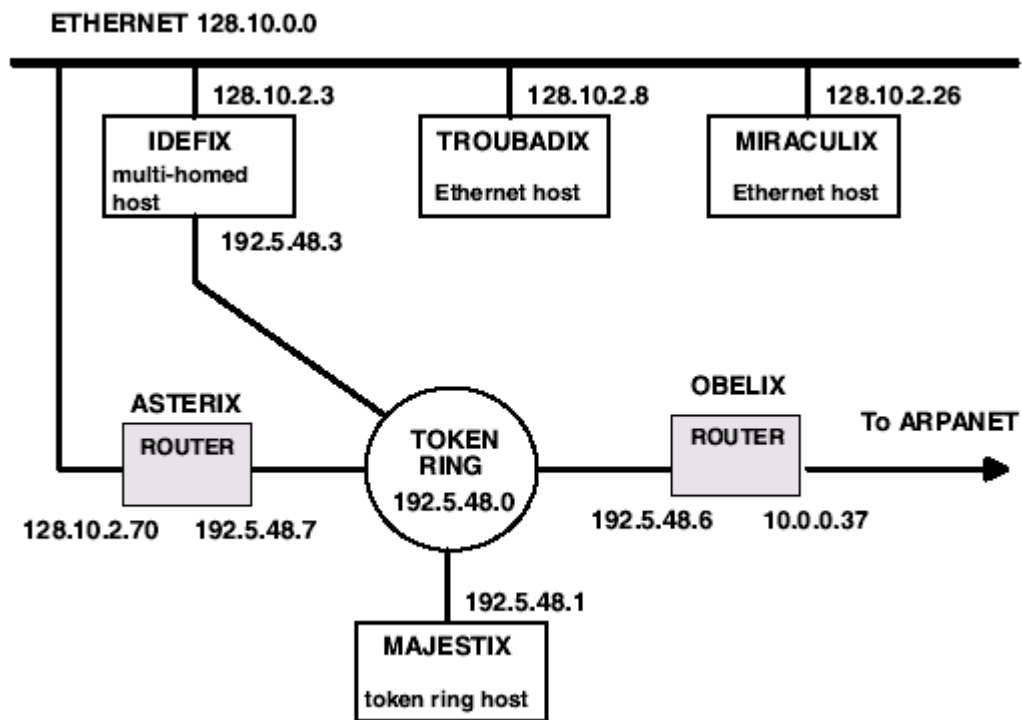 ETHERNET 128.10.0.0
128.10.2.3
128.10.2.8
128.10.2.26
IDEFIX
multi-homed
host
TROUBADIX
Ethernet host
MIRACULIX
Ethernet host
192.5.48.3
ASTERIX
ROUTER
128.10.2.70
192.5.48.7
TOKEN
RING
192.5.48.0
OBELIX
ROUTER
To ARPANET
192.5.48.6
10.0.0.37
192.5.48.1
MAJESTIX
token ring host